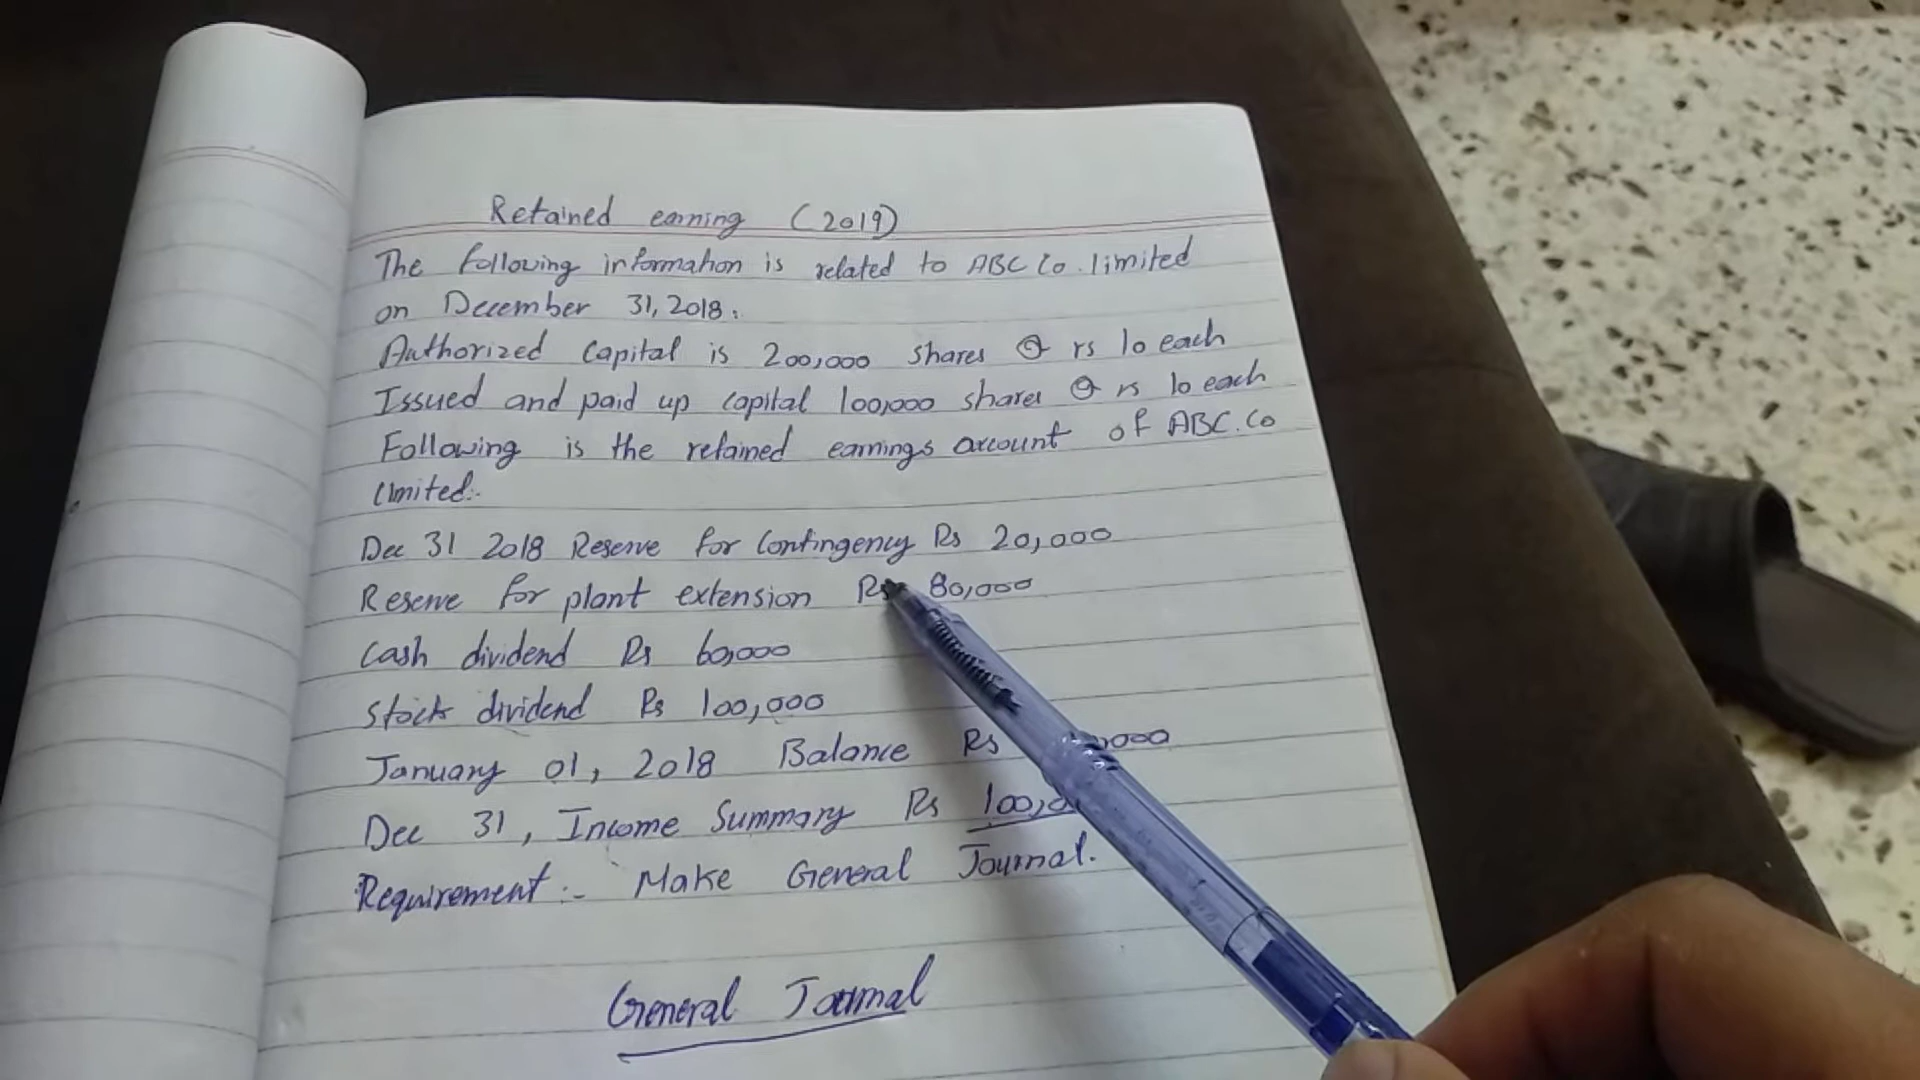 Retained earning (2019)
The following information is related to ABC Co. limited
on December 31, 2018.
Authorized Capital is 200,000 shares @ rs 10 each
Issued and paid up capital 100,000 shares @ rs 10 each
Following is the retained earnings account of ABC. Co
limited:-
Dec 31 2018 Reserve for Contingency Rs 20,000
Reserve for plant extension Rs 80,000
Cash dividend Rs 60,000
Stock dividend Rs 100,000
January 01, 2018 Balance Rs
Dec 31, Income Summary Rs
Requirement:- Make General Journal.
General Journal